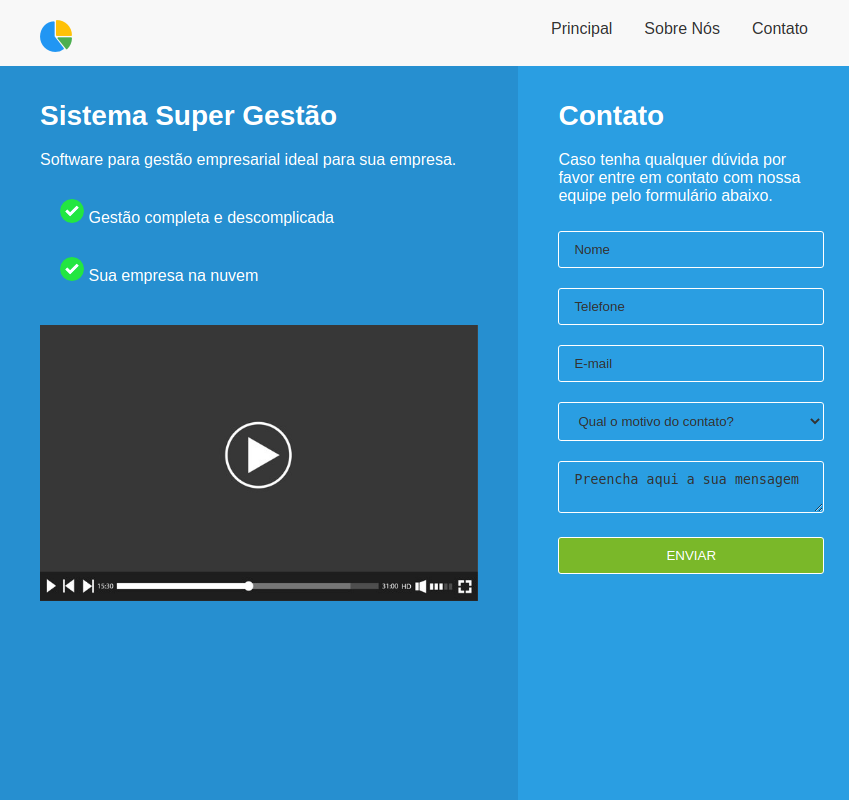 Principal
Sobre Nós
Contato
Sistema Super Gestão
Software para gestão empresarial ideal para sua empresa.
Gestão completa e descomplicada
Sua empresa na nuvem
15:30
31:00 HD
Contato
Caso tenha qualquer dúvida por
favor entre em contato com nossa
equipe pelo formulário abaixo.
Nome
Telefone
E-mail
Qual o motivo do contato?
Preencha aqui a sua mensagem
ENVIAR